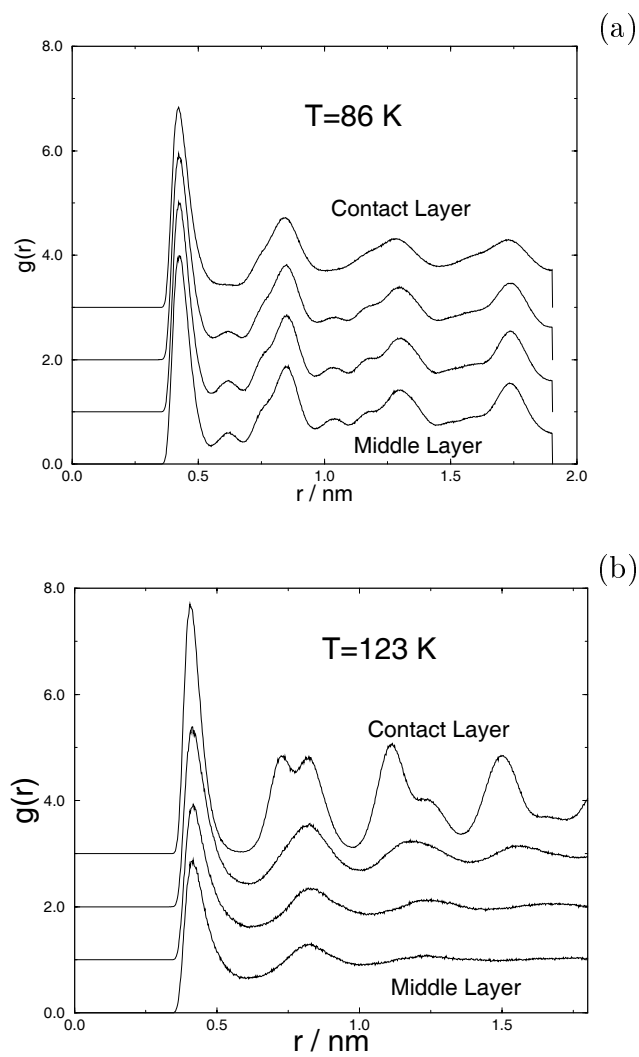 (a)
8.0
T=86 K
6.0
Contact Layer
g(r)
4.0
2.0
Middle Layer
0.0
0.0 0.5 1.0 1.5 2.0
r / nm
(b)
8.0
T=123 K
6.0
Contact Layer
g(r)
4.0
2.0
Middle Layer
0.0
0.0 0.5 1.0 1.5
r / nm